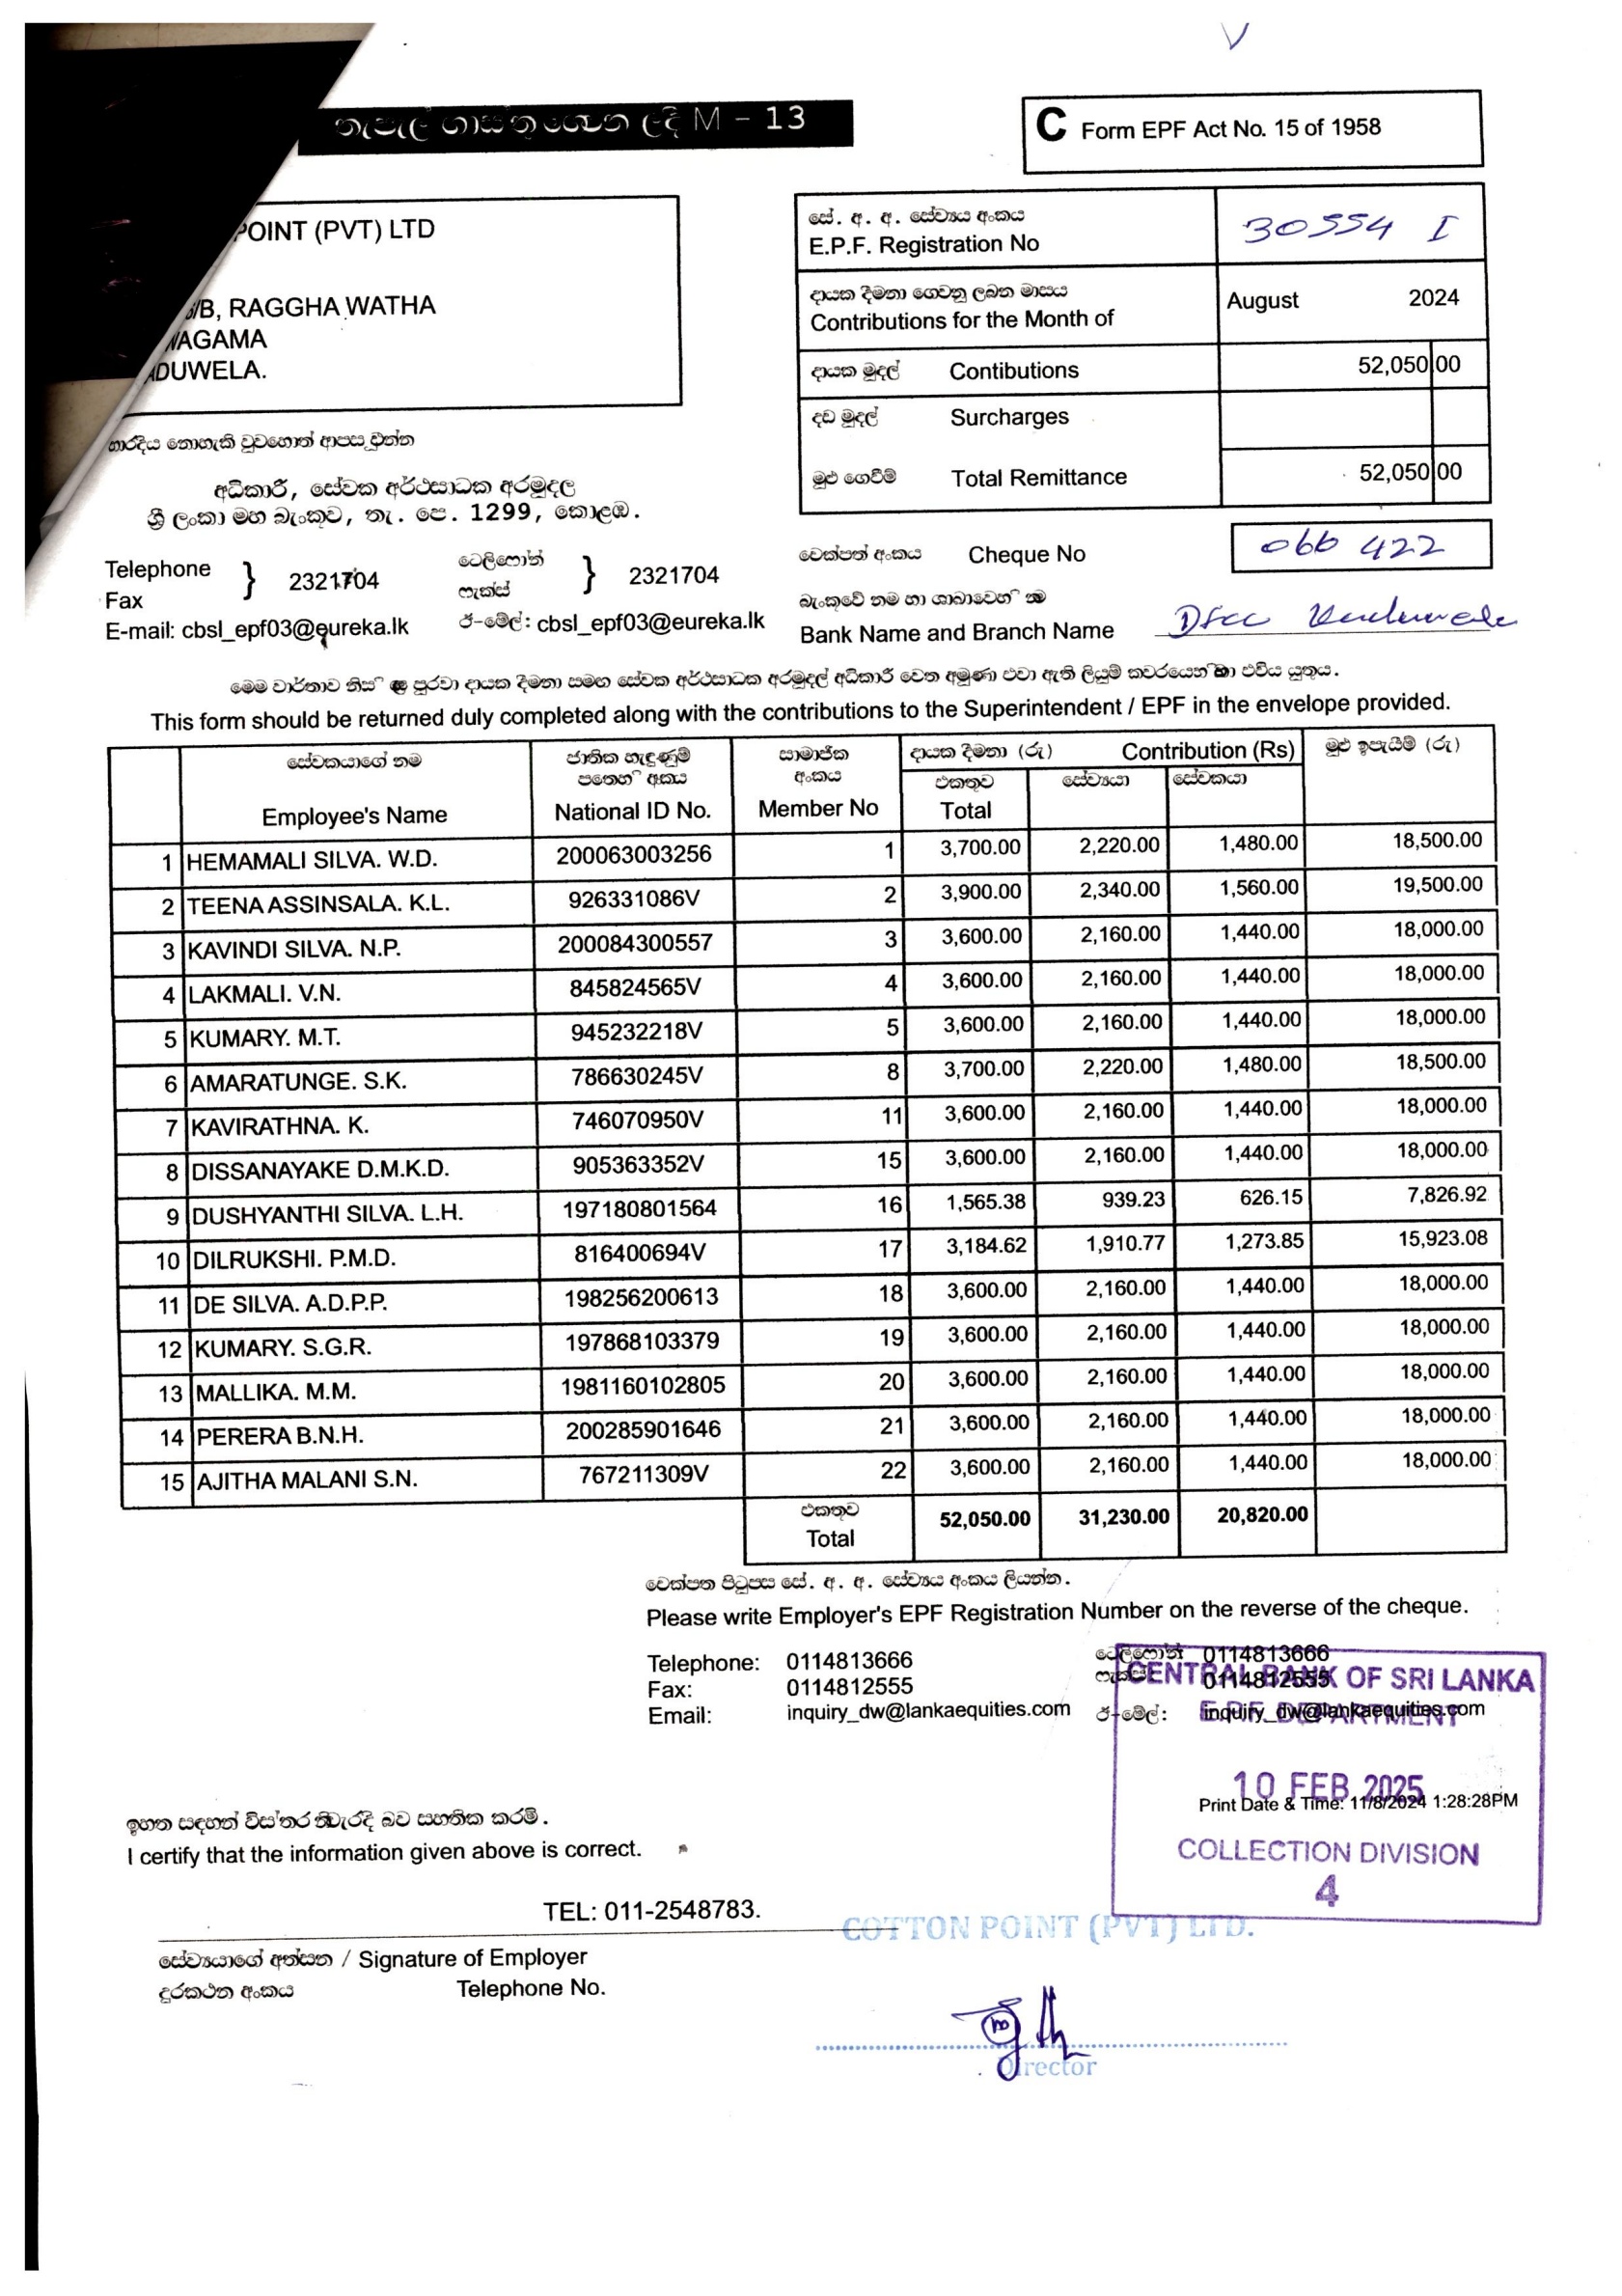 තැපැල් ගාස්තු ගෙවන ලදි M - 13
C Form EPF Act No. 15 of 1958
POINT (PVT) LTD
/B, RAGGHA WATHA
WAGAMA
ADUWELA.
සේ. අ. අ. සේව්‍යය අංකය
E.P.F. Registration No 30554 I
දායක දීමනා ගෙවනු ලබන මාසය
Contributions for the Month of August 2024
දායක මුදල් Contibutions 52,050 00
දඩ මුදල් Surcharges
මුළු ගෙවීම් Total Remittance 52,050 00
භාරදිය නොහැකි වුවහොත් ආපසු එවන්න
අධිකාරී, සේවක අර්ථසාධක අරමුදල
ශ්‍රී ලංකා මහ බැංකුව, තැ. පෙ. 1299, කොළඹ.
Telephone
Fax } 2321704
E-mail: cbsl_epf03@eureka.lk
ටෙලිෆෝන්
ෆැක්ස් } 2321704
ඊ-මේල්: cbsl_epf03@eureka.lk
චෙක්පත් අංකය Cheque No 066 422
බැංකුවේ නම හා ශාඛාවෙහි නම
Bank Name and Branch Name
මෙම වාර්තාව නිසි පුරවා දායක දීමනා සමඟ සේවක අර්ථසාධක අරමුදල් අධිකාරී වෙත අමුණා එවා ඇති ලියුම් කවරයෙන් එවිය යුතුය.
This form should be returned duly completed along with the contributions to the Superintendent / EPF in the envelope provided.
සේවකයාගේ නම ජාතික හැඳුණුම් පතෙහි අංකය සාමාජික අංකය දායක දීමනා (රු) Contribution (Rs) මුළු ඉපැයීම් (රු)
එකතුව සේව්‍යයා සේවකයා
Employee's Name National ID No. Member No Total
1 HEMAMALI SILVA. W.D. 200063003256 1 3,700.00 2,220.00 1,480.00 18,500.00
2 TEENA ASSINSALA. K.L. 926331086V 2 3,900.00 2,340.00 1,560.00 19,500.00
3 KAVINDI SILVA. N.P. 200084300557 3 3,600.00 2,160.00 1,440.00 18,000.00
4 LAKMALI. V.N. 845824565V 4 3,600.00 2,160.00 1,440.00 18,000.00
5 KUMARY. M.T. 945232218V 5 3,600.00 2,160.00 1,440.00 18,000.00
6 AMARATUNGE. S.K. 786630245V 8 3,700.00 2,220.00 1,480.00 18,500.00
7 KAVIRATHNA. K. 746070950V 11 3,600.00 2,160.00 1,440.00 18,000.00
8 DISSANAYAKE D.M.K.D. 905363352V 15 3,600.00 2,160.00 1,440.00 18,000.00
9 DUSHYANTHI SILVA. L.H. 197180801564 16 1,565.38 939.23 626.15 7,826.92
10 DILRUKSHI. P.M.D. 816400694V 17 3,184.62 1,910.77 1,273.85 15,923.08
11 DE SILVA. A.D.P.P. 198256200613 18 3,600.00 2,160.00 1,440.00 18,000.00
12 KUMARY. S.G.R. 197868103379 19 3,600.00 2,160.00 1,440.00 18,000.00
13 MALLIKA. M.M. 1981160102805 20 3,600.00 2,160.00 1,440.00 18,000.00
14 PERERA B.N.H. 200285901646 21 3,600.00 2,160.00 1,440.00 18,000.00
15 AJITHA MALANI S.N. 767211309V 22 3,600.00 2,160.00 1,440.00 18,000.00
එකතුව
Total 52,050.00 31,230.00 20,820.00
චෙක්පත පිටුපස සේ. අ. අ. සේව්‍යය අංකය ලියන්න.
Please write Employer's EPF Registration Number on the reverse of the cheque.
Telephone: 0114813666 ටෙලිෆෝන් 0114813666
Fax: 0114812555 ෆැක්ස් 0114812555
Email: inquiry_dw@lankaequities.com ඊ-මේල්: inquiry_dw@lankaequities.com
CENTRAL BANK OF SRI LANKA
E.P.F. DEPARTMENT
10 FEB 2025
Print Date & Time: 11/8/2024 1:28:28PM
COLLECTION DIVISION
4
ඉහත සඳහන් විස්තර නිවැරදි බව සහතික කරමි.
I certify that the information given above is correct.
TEL: 011-2548783.
COTTON POINT (PVT) LTD.
සේව්‍යයාගේ අත්සන / Signature of Employer
දුරකථන අංකය Telephone No.
Director